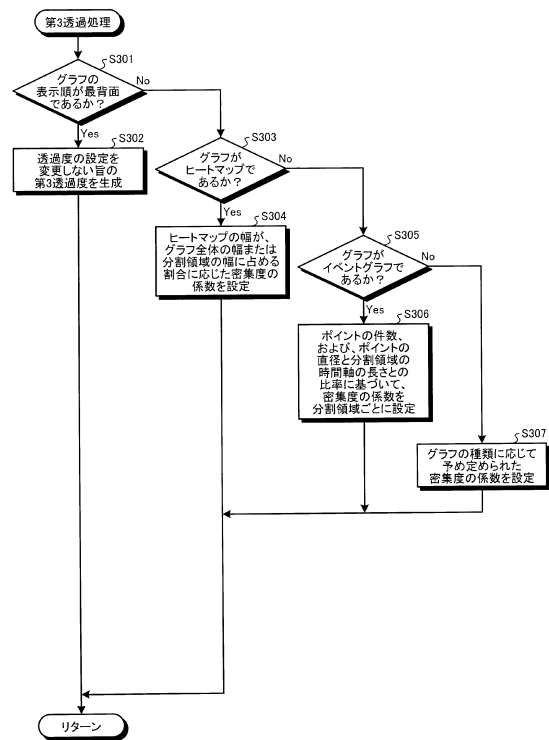 第3透過処理
S301
グラフの
表示順が最背面
であるか？
No
Yes
S302
透過度の設定を
変更しない旨の
第3透過度を生成
S303
グラフが
ヒートマップで
あるか？
No
Yes
S304
ヒートマップの幅が、
グラフ全体の幅または
分割領域の幅に占める
割合に応じた密集度の
係数を設定
S305
グラフが
イベントグラフで
あるか？
No
Yes
S306
ポイントの件数、
および、ポイントの
直径と分割領域の
時間軸の長さとの
比率に基づいて、
密集度の係数を
分割領域ごとに設定
S307
グラフの種類に応じて
予め定められた
密集度の係数を設定
リターン